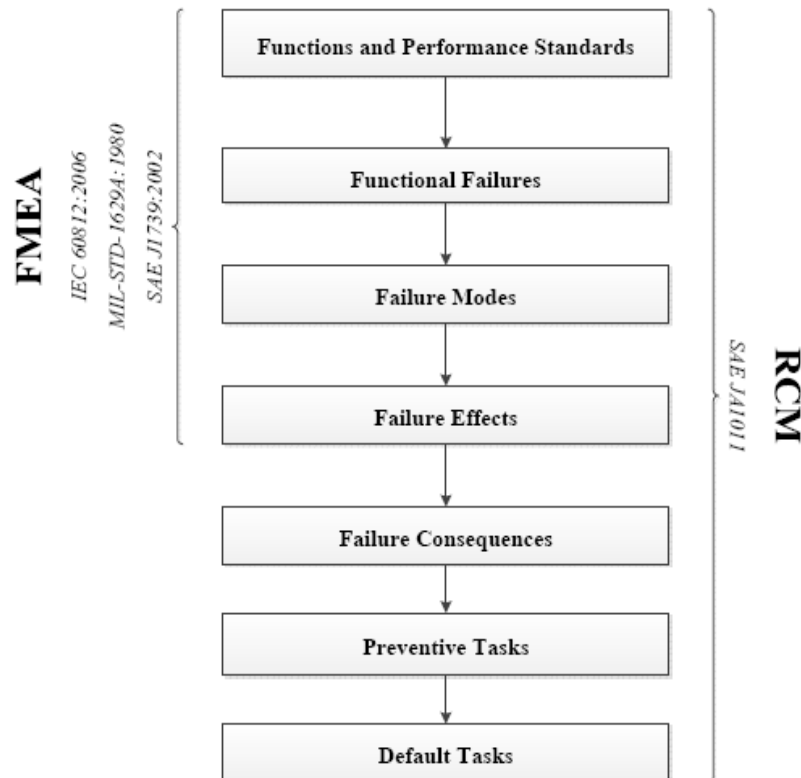 FMEA
IEC 60812:2006
MIL-STD-1629A:1980
SAE J1739:2002
Functions and Performance Standards
Functional Failures
Failure Modes
Failure Effects
Failure Consequences
Preventive Tasks
Default Tasks
SAE JA1011
RCM